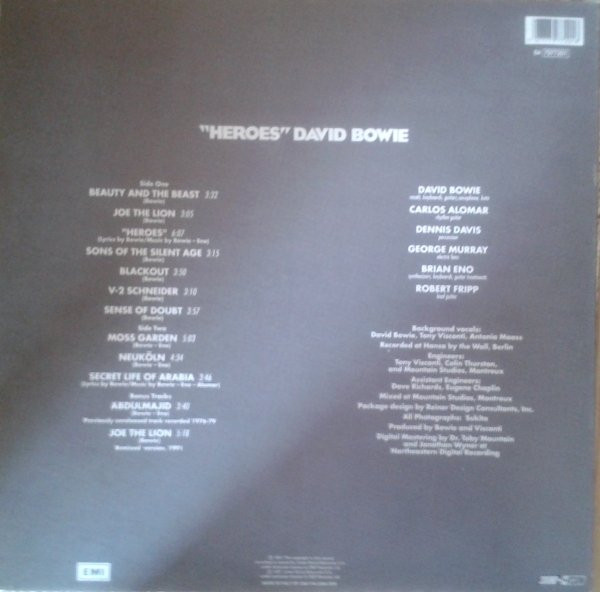 "HEROES" DAVID BOWIE
Side One
BEAUTY AND THE BEAST 3:32
(Bowie)
JOE THE LION 3:05
(Bowie)
"HEROES" 6:07
(Lyrics by Bowie/Music by Bowie - Eno)
SONS OF THE SILENT AGE 3:15
(Bowie)
BLACKOUT 3:50
(Bowie)
V-2 SCHNEIDER 3:10
(Bowie)
SENSE OF DOUBT 3:57
(Bowie)
Side Two
MOSS GARDEN 5:03
(Bowie - Eno)
NEUKÖLN 4:34
(Bowie - Eno)
SECRET LIFE OF ARABIA 3:46
(Lyrics by Bowie/Music by Bowie - Eno - Alomar)
Bonus Tracks
ABDULMAJID 3:40
(Bowie - Eno)
Previously unreleased track recorded 1976-79
JOE THE LION 3:18
(Bowie)
Remixed version, 1991
DAVID BOWIE
CARLOS ALOMAR
rhythm guitar
DENNIS DAVIS
percussion
GEORGE MURRAY
electric bass
BRIAN ENO
synthesizers, keyboards, guitar treatments
ROBERT FRIPP
lead guitar
Background vocals:
David Bowie, Tony Visconti, Antonia Maass
Recorded at Hansa by the Wall, Berlin
Engineers:
Tony Visconti, Colin Thurston,
and Mountain Studios, Montreux
Assistant Engineers:
Dave Richards, Eugene Chaplin
Mixed at Mountain Studios, Montreux
Package design by Rainer Design Consultants, Inc.
All Photographs: Sukita
Produced by Bowie and Visconti
Digital Mastering by Dr. Toby Mountain
and Jonathan Wyner at
Northeastern Digital Recording
EMI